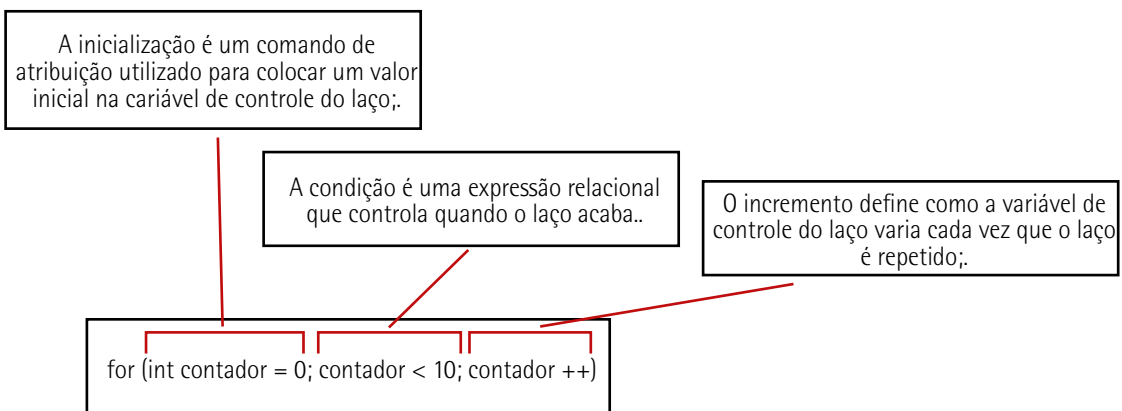 A inicialização é um comando de
atribuição utilizado para colocar um valor
inicial na cariável de controle do laço;.
A condição é uma expressão relacional
que controla quando o laço acaba..
O incremento define como a variável de
controle do laço varia cada vez que o laço
é repetido;.
for (int contador = 0; contador < 10; contador ++)